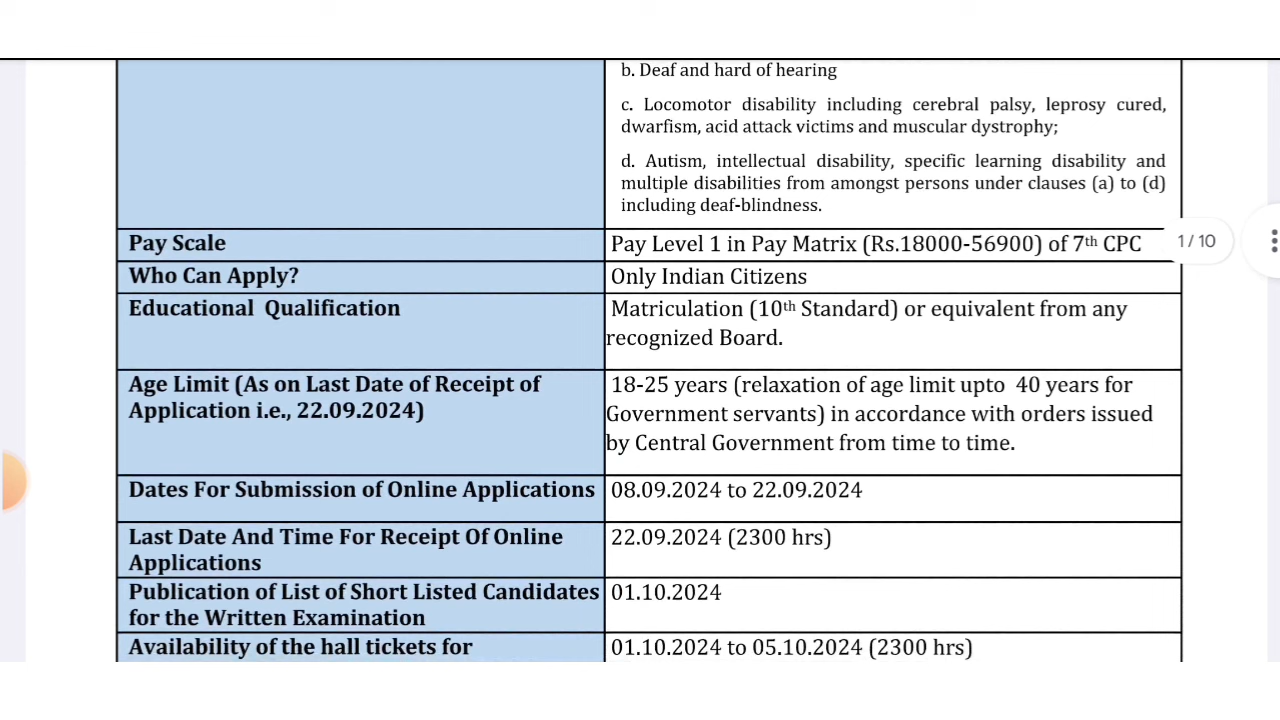 b. Deaf and hard of hearing
c. Locomotor disability including cerebral palsy, leprosy cured,
dwarfism, acid attack victims and muscular dystrophy;
d. Autism, intellectual disability, specific learning disability and
multiple disabilities from amongst persons under clauses (a) to (d)
including deaf-blindness.
Pay Scale
Pay Level 1 in Pay Matrix (Rs.18000-56900) of 7th CPC
1 / 10
Who Can Apply?
Only Indian Citizens
Educational Qualification
Matriculation (10th Standard) or equivalent from any
recognized Board.
Age Limit (As on Last Date of Receipt of
Application i.e., 22.09.2024)
18-25 years (relaxation of age limit upto 40 years for
Government servants) in accordance with orders issued
by Central Government from time to time.
Dates For Submission of Online Applications
08.09.2024 to 22.09.2024
Last Date And Time For Receipt Of Online
Applications
22.09.2024 (2300 hrs)
Publication of List of Short Listed Candidates
for the Written Examination
01.10.2024
Availability of the hall tickets for
01.10.2024 to 05.10.2024 (2300 hrs)